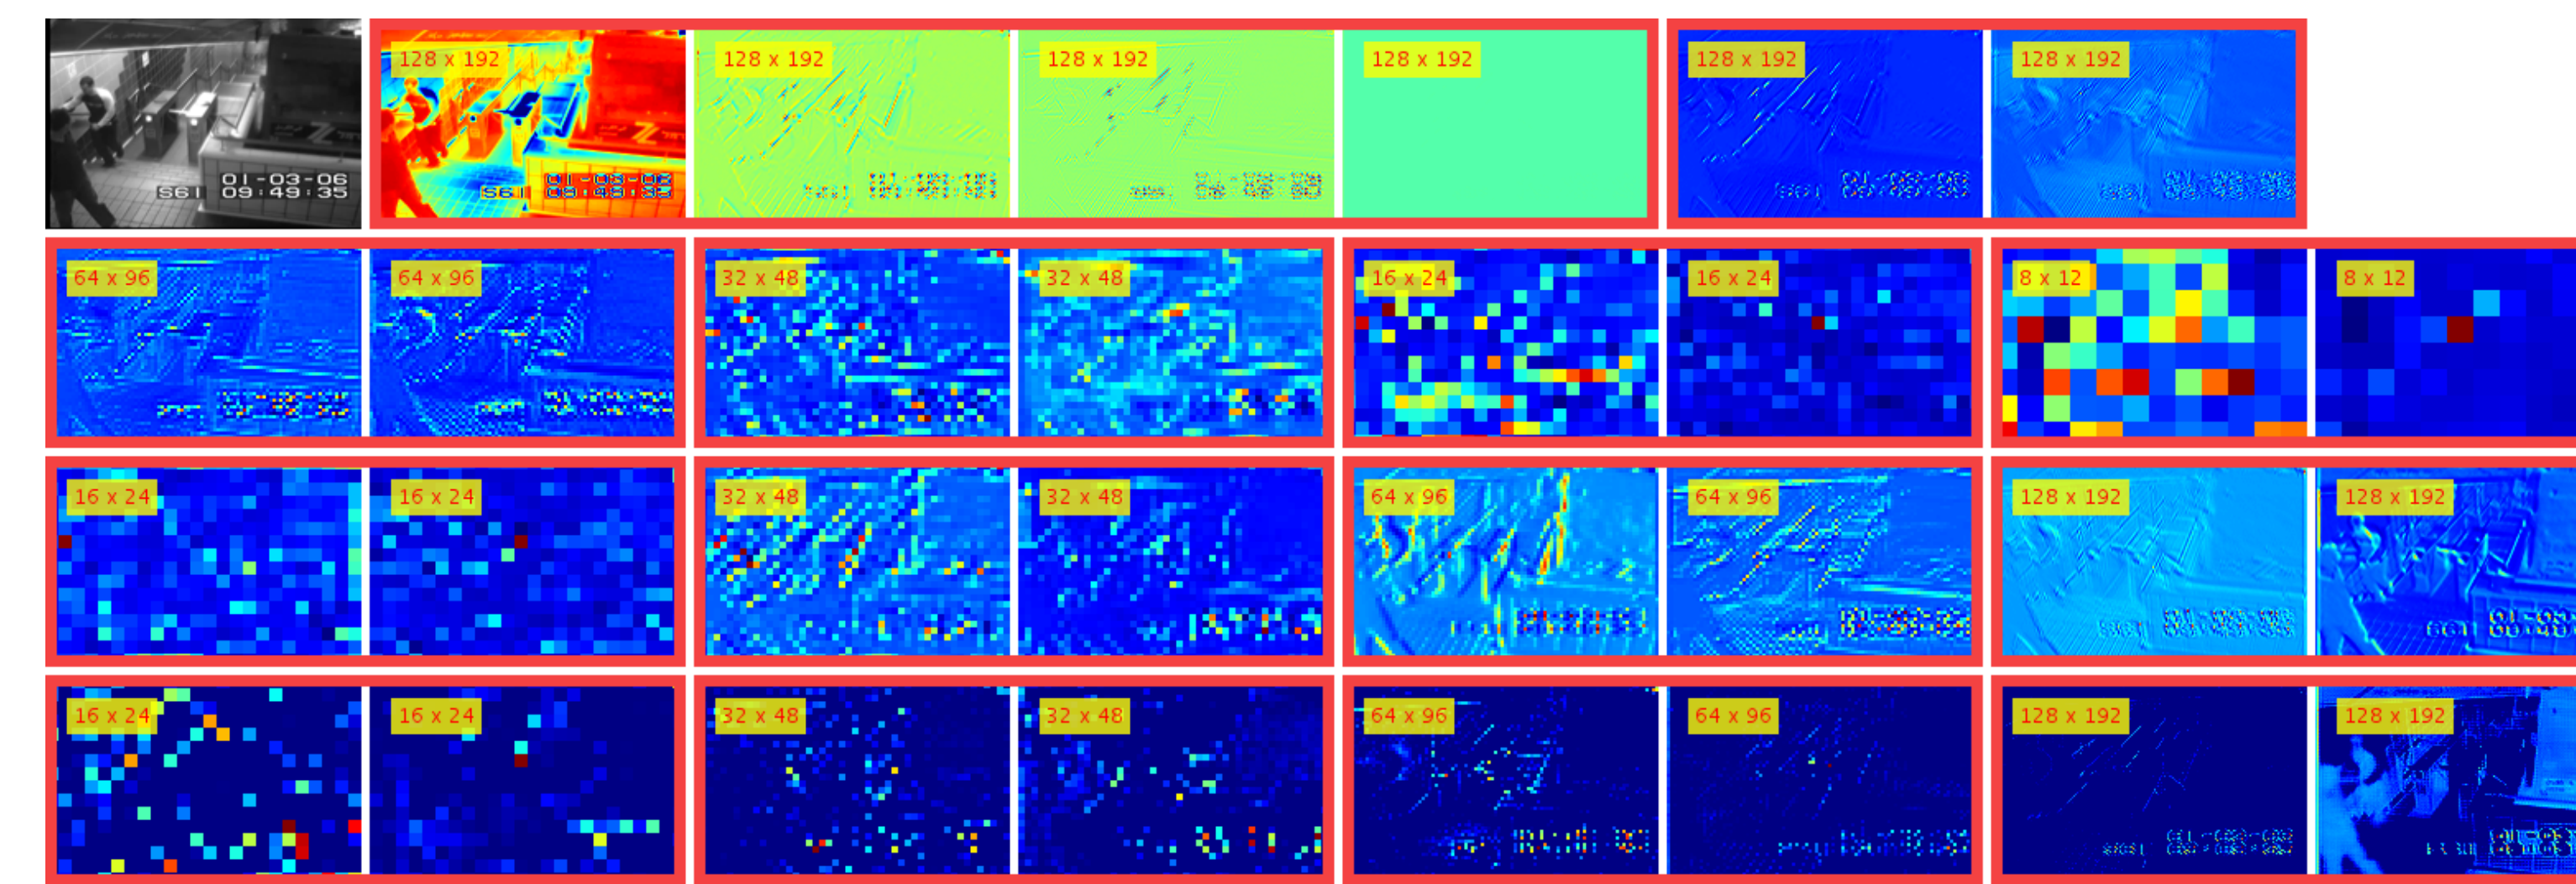 128 x 192 128 x 192 128 x 192 128 x 192 128 x 192 128 x 192
01-03-06
S61 09:49:35
64 x 96 64 x 96 32 x 48 32 x 48 16 x 24 16 x 24 8 x 12 8 x 12
16 x 24 16 x 24 32 x 48 32 x 48 64 x 96 64 x 96 128 x 192 128 x 192
16 x 24 16 x 24 32 x 48 32 x 48 64 x 96 64 x 96 128 x 192 128 x 192